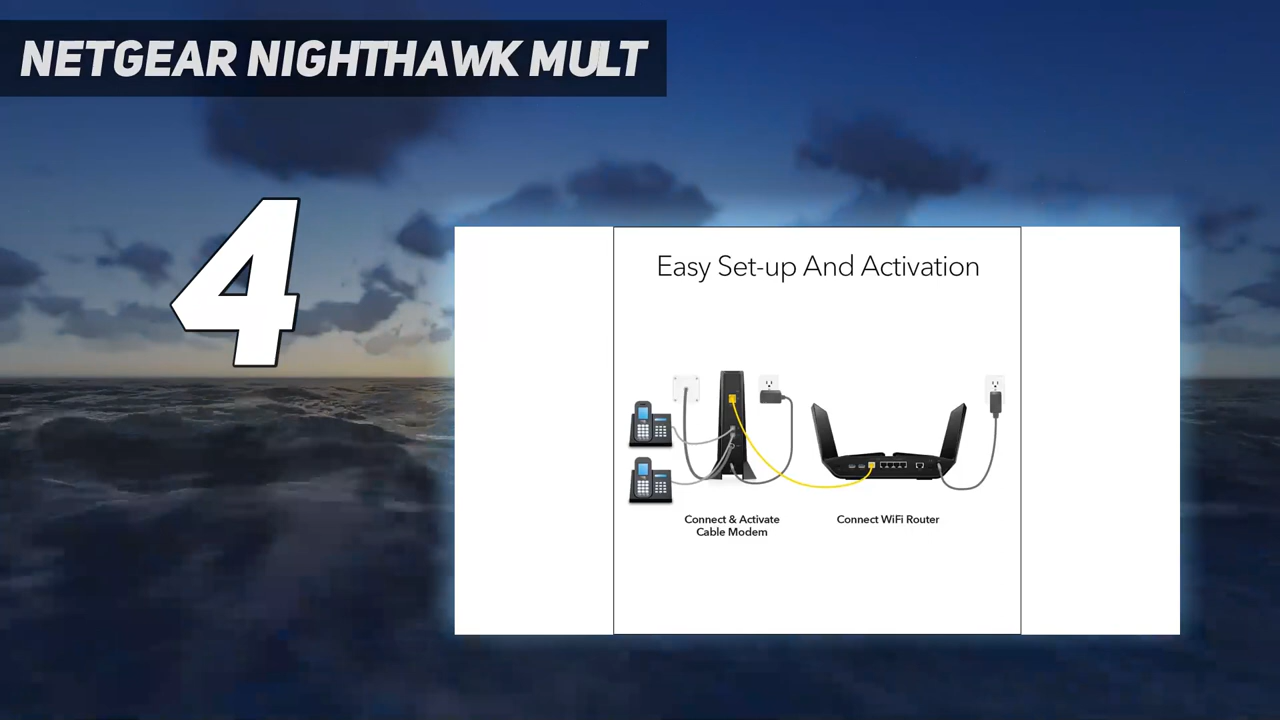 NETGEAR NIGHTHAWK MULT
4
Easy Set-up And Activation
Connect & Activate
Cable Modem
Connect WiFi Router